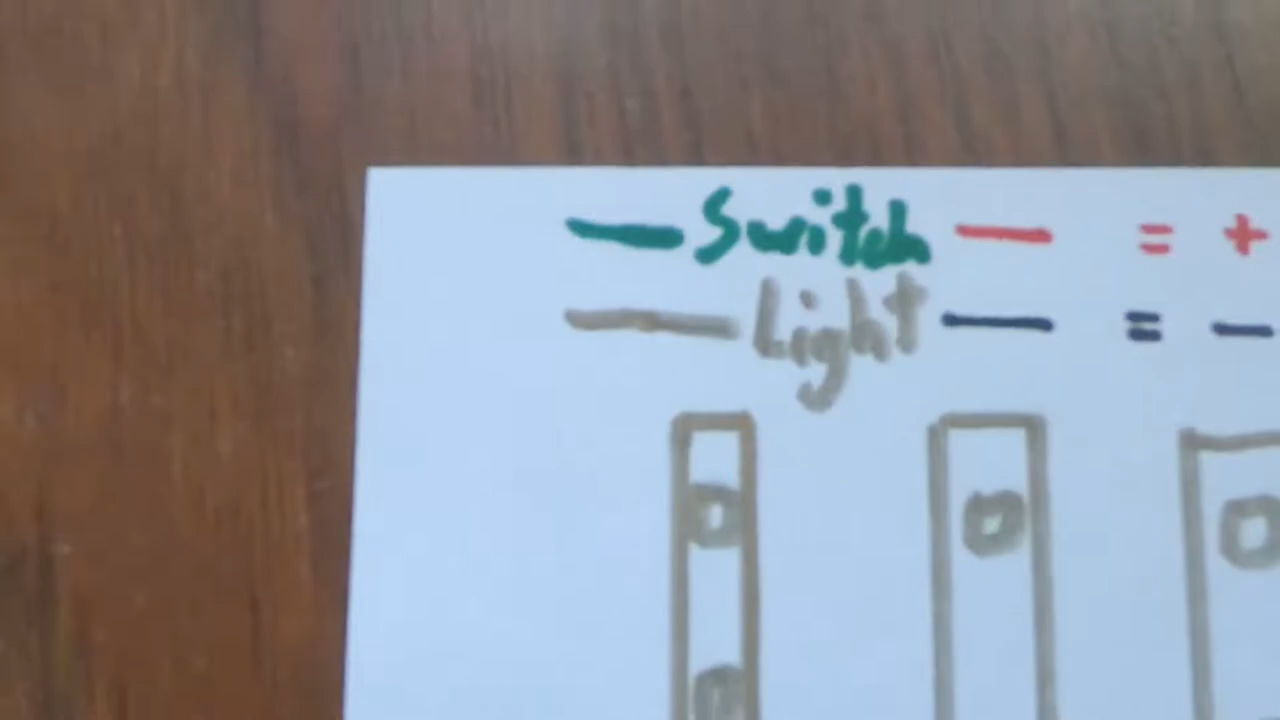 Switch = +
Light = -